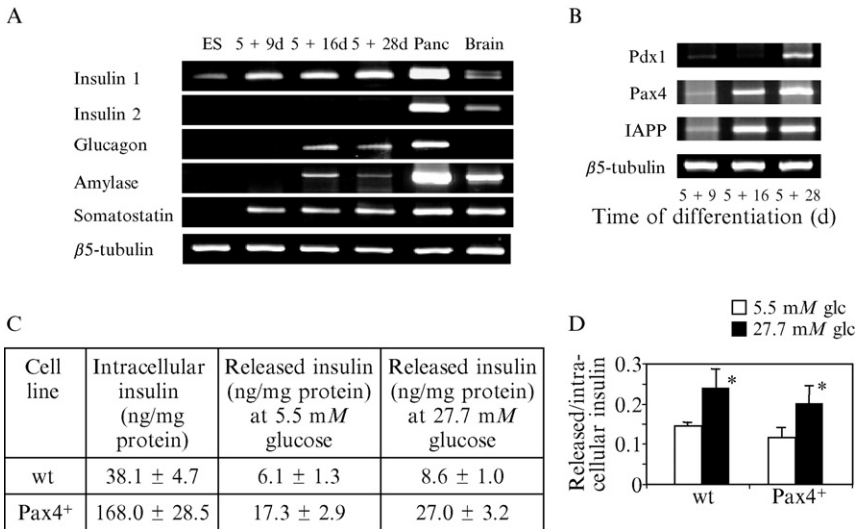 A
ES 5 + 9d 5 + 16d 5 + 28d Panc Brain
Insulin 1
Insulin 2
Glucagon
Amylase
Somatostatin
β5-tubulin
B
Pdx1
Pax4
IAPP
β5-tubulin
5 + 9 5 + 16 5 + 28
Time of differentiation (d)
C
Cell line
Intracellular insulin (ng/mg protein)
Released insulin (ng/mg protein) at 5.5 mM glucose
Released insulin (ng/mg protein) at 27.7 mM glucose
wt 38.1 ± 4.7 6.1 ± 1.3 8.6 ± 1.0
Pax4⁺ 168.0 ± 28.5 17.3 ± 2.9 27.0 ± 3.2
D
5.5 mM glc
27.7 mM glc
Released/intra-
cellular insulin
0.3
0.2
0.1
0
* *
wt Pax4⁺